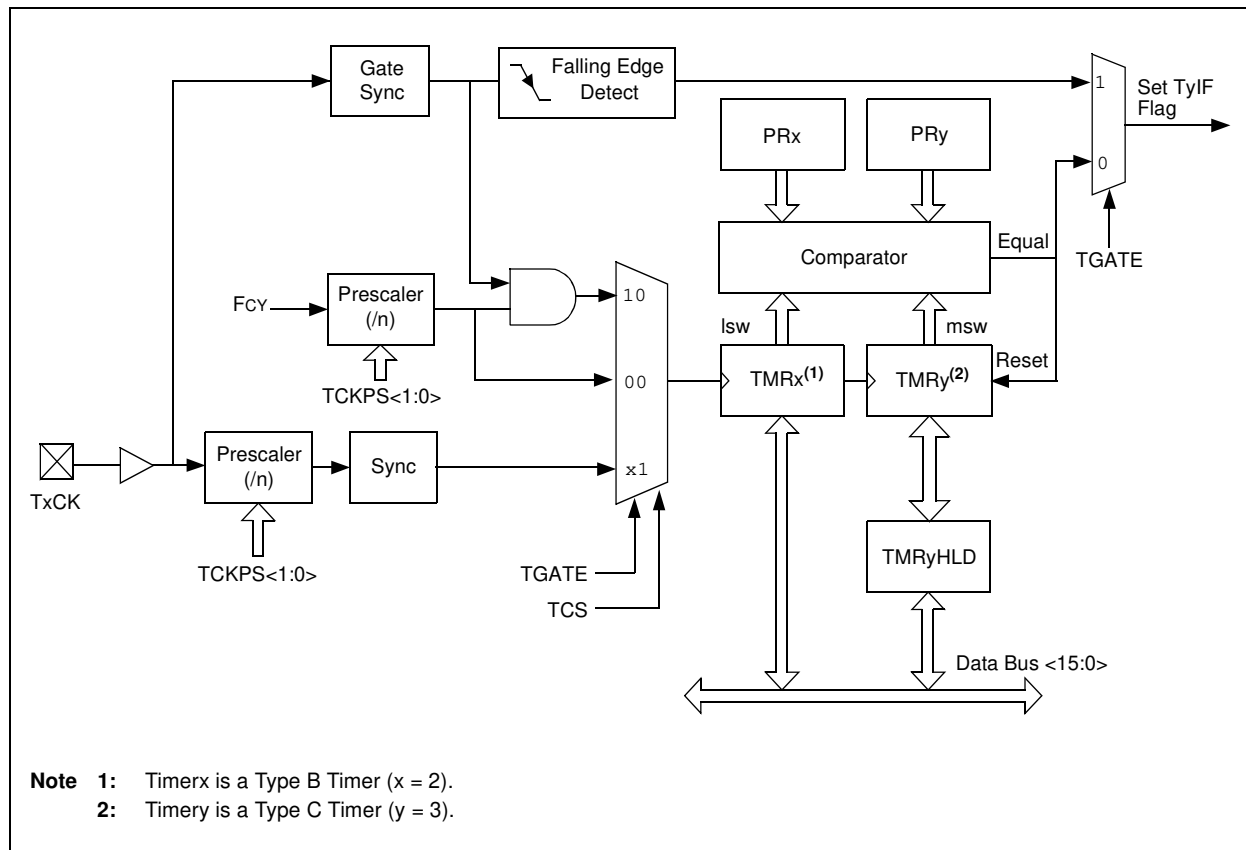 Gate
Sync
Falling Edge
Detect
1
Set TyIF
Flag
PRx
PRy
0
Comparator
Equal
TGATE
10
FCY
Prescaler
(/n)
lsw
msw
TCKPS<1:0>
00
TMRx(1)
TMRy(2)
Reset
Prescaler
(/n)
Sync
x1
TxCK
TCKPS<1:0>
TGATE
TCS
TMRyHLD
Data Bus <15:0>
Note 1: Timerx is a Type B Timer (x = 2).
2: Timery is a Type C Timer (y = 3).